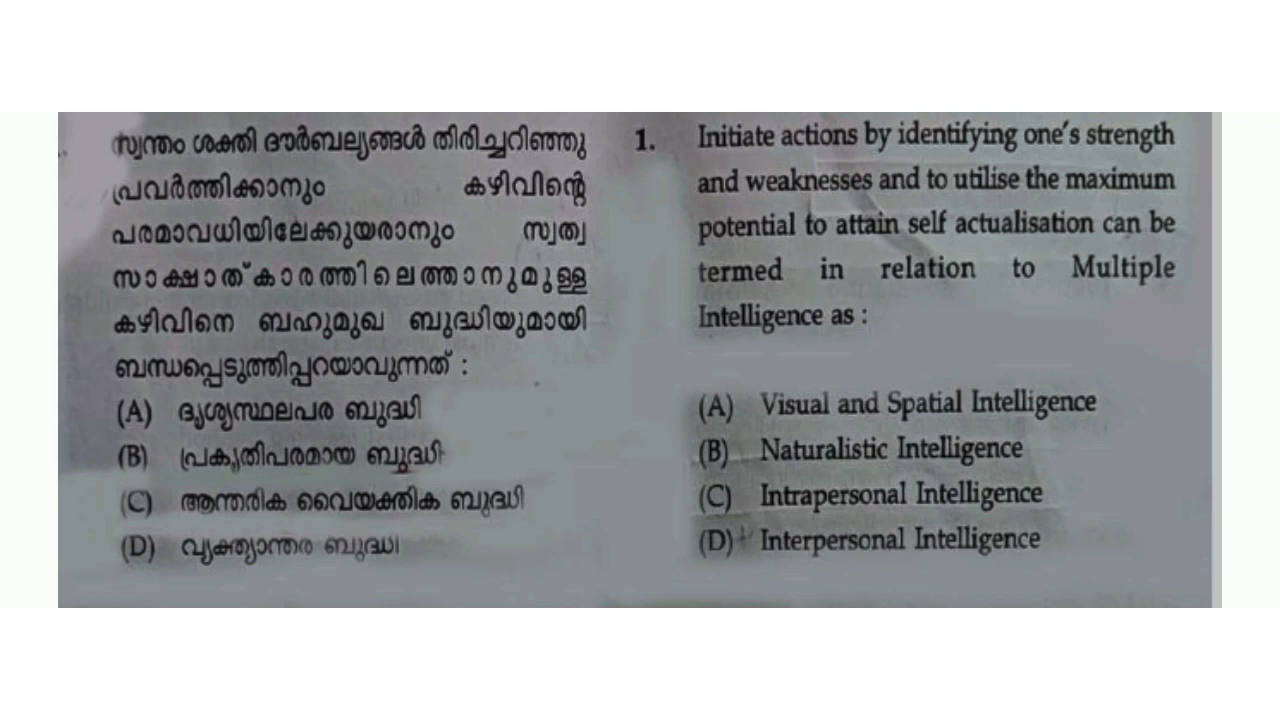 സ്വന്തം ശക്തി ദൗർബല്യങ്ങൾ തിരിച്ചറിഞ്ഞു
പ്രവർത്തിക്കാനും കഴിവിന്റെ
പരമാവധിയിലേക്കുയരാനും സ്വത്വ
സാക്ഷാത്കാരത്തിലെത്താനുമുള്ള
കഴിവിനെ ബഹുമുഖ ബുദ്ധിയുമായി
ബന്ധപ്പെടുത്തിപ്പറയാവുന്നത് :
(A) ദൃശ്യസ്ഥലപര ബുദ്ധി
(B) പ്രകൃതിപരമായ ബുദ്ധി
(C) ആന്തരിക വൈയക്തിക ബുദ്ധി
(D) വ്യക്ത്യാന്തര ബുദ്ധി
1. Initiate actions by identifying one's strength
and weaknesses and to utilise the maximum
potential to attain self actualisation can be
termed in relation to Multiple
Intelligence as :
(A) Visual and Spatial Intelligence
(B) Naturalistic Intelligence
(C) Intrapersonal Intelligence
(D) Interpersonal Intelligence